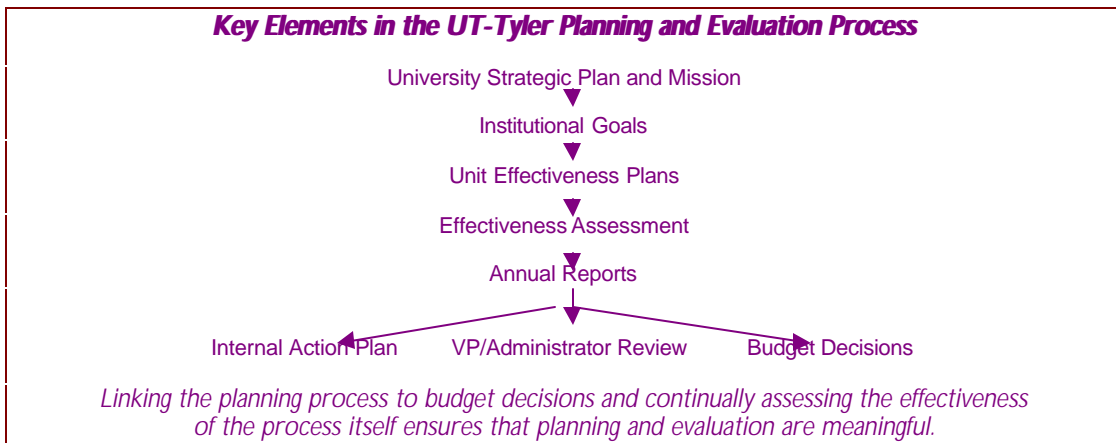 Key Elements in the UT-Tyler Planning and Evaluation Process
University Strategic Plan and Mission
Institutional Goals
Unit Effectiveness Plans
Effectiveness Assessment
Annual Reports
Internal Action Plan VP/Administrator Review Budget Decisions
Linking the planning process to budget decisions and continually assessing the effectiveness
of the process itself ensures that planning and evaluation are meaningful.